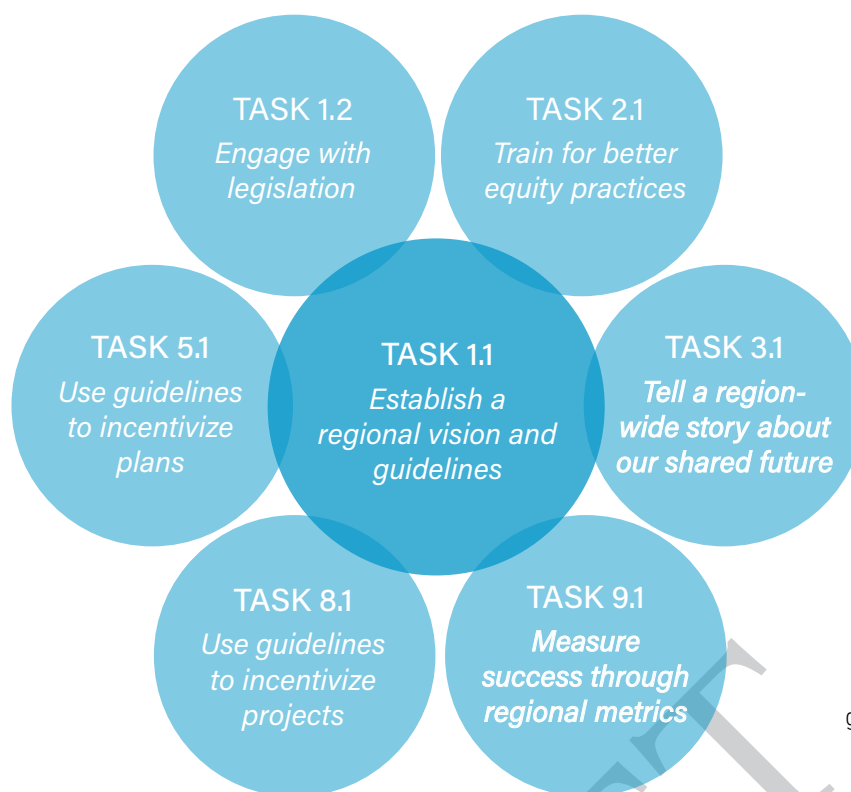 TASK 1.2
Engage with
legislation
TASK 2.1
Train for better
equity practices
TASK 5.1
Use guidelines
to incentivize
plans
TASK 1.1
Establish a
regional vision and
guidelines
TASK 3.1
Tell a region-
wide story about
our shared future
TASK 8.1
Use guidelines
to incentivize
projects
TASK 9.1
Measure
success through
regional metrics